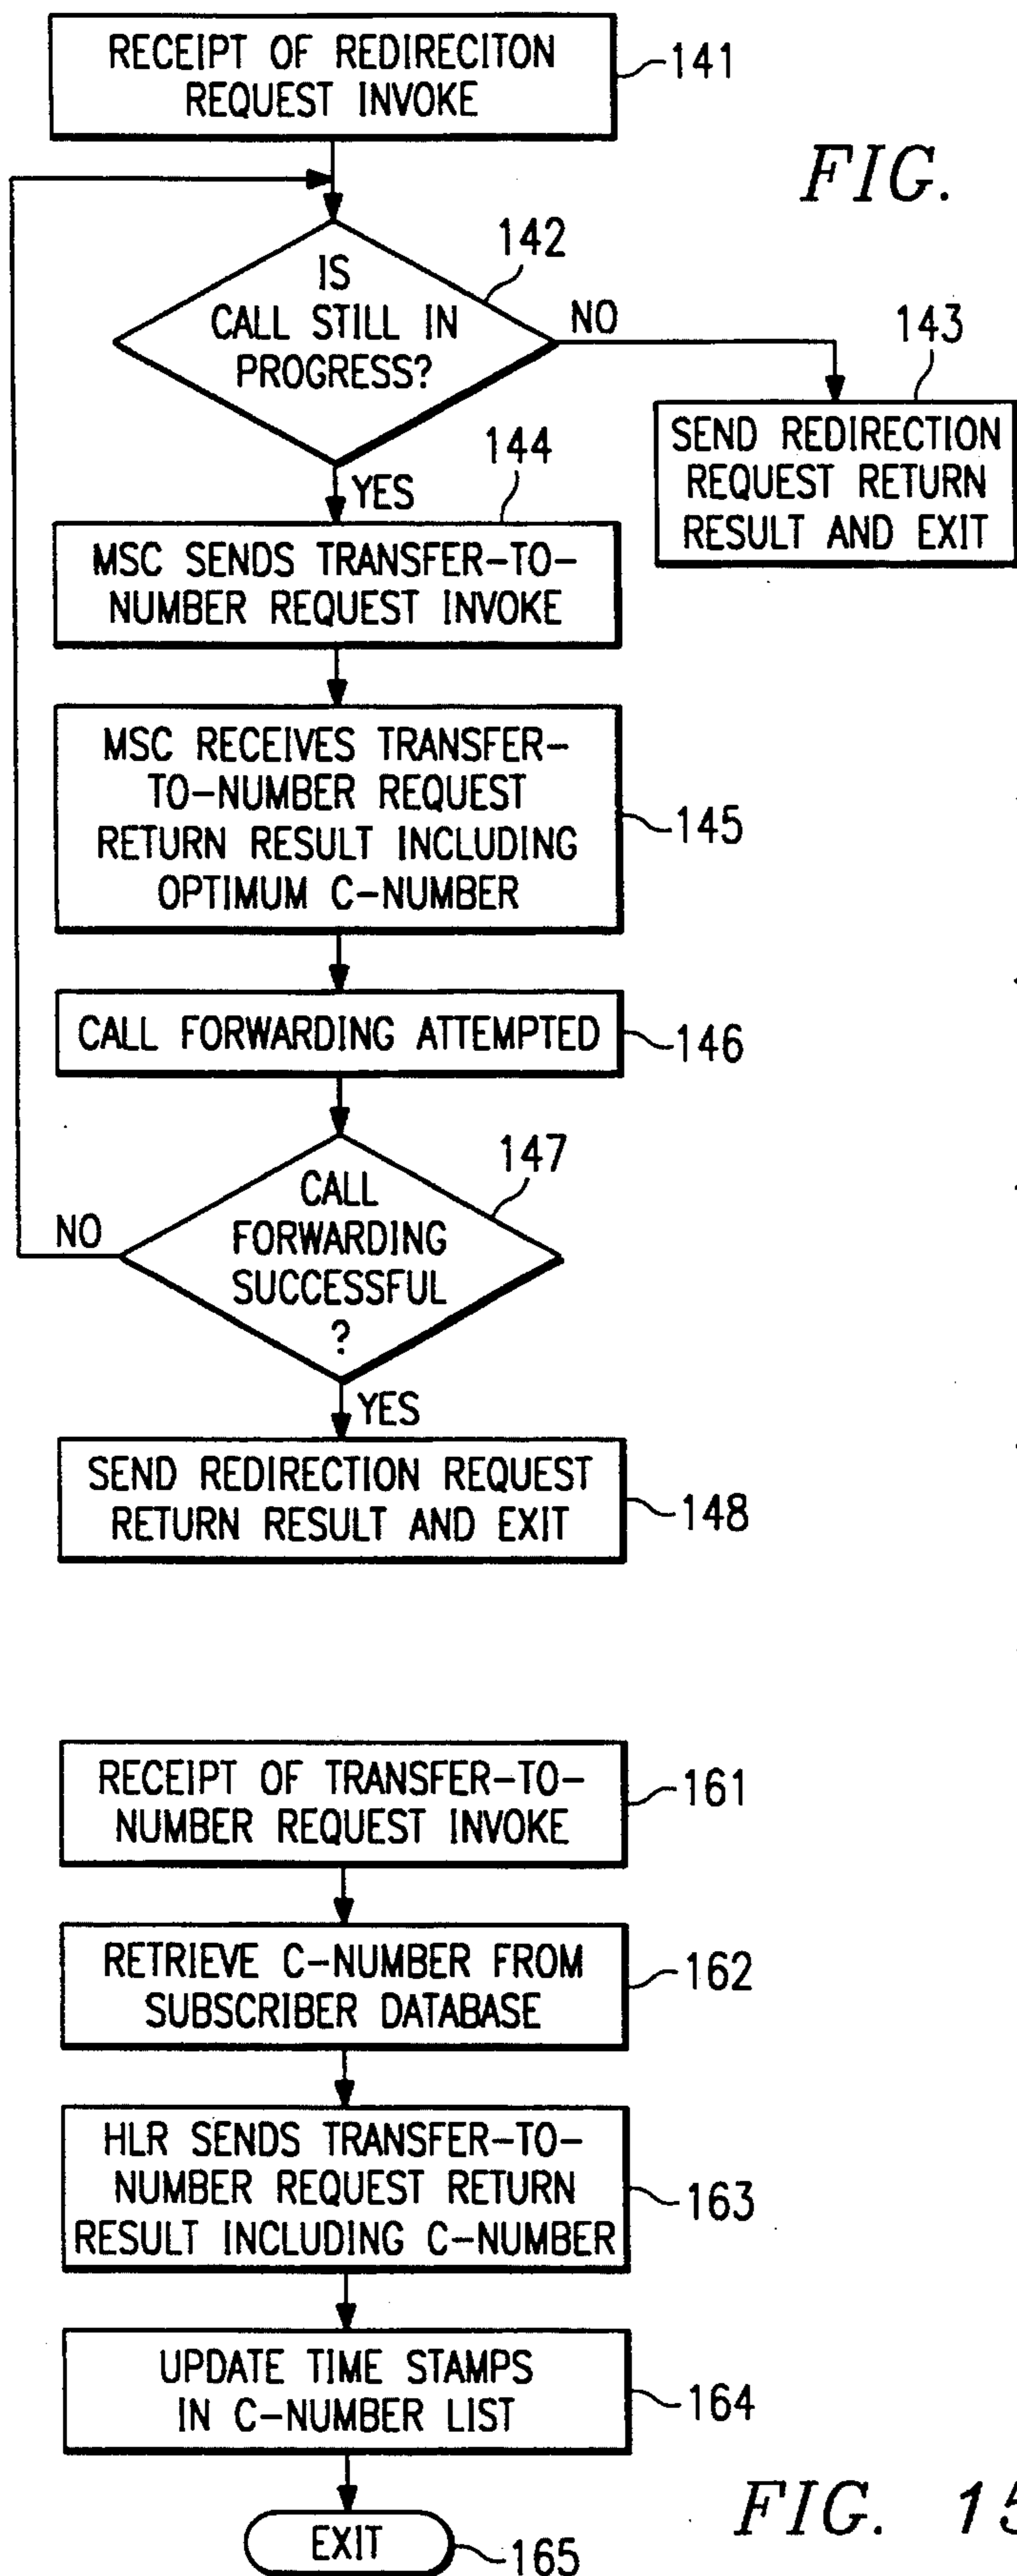 RECEIPT OF REDIRECITON
REQUEST INVOKE
141
FIG.
IS
CALL STILL IN
PROGRESS?
142
NO
143
SEND REDIRECTION
REQUEST RETURN
RESULT AND EXIT
YES
144
MSC SENDS TRANSFER-TO-
NUMBER REQUEST INVOKE
MSC RECEIVES TRANSFER-
TO-NUMBER REQUEST
RETURN RESULT INCLUDING
OPTIMUM C-NUMBER
145
CALL FORWARDING ATTEMPTED
146
CALL
FORWARDING
SUCCESSFUL
?
147
NO
YES
SEND REDIRECTION REQUEST
RETURN RESULT AND EXIT
148
RECEIPT OF TRANSFER-TO-
NUMBER REQUEST INVOKE
161
RETRIEVE C-NUMBER FROM
SUBSCRIBER DATABASE
162
HLR SENDS TRANSFER-TO-
NUMBER REQUEST RETURN
RESULT INCLUDING C-NUMBER
163
UPDATE TIME STAMPS
IN C-NUMBER LIST
164
EXIT
165
FIG. 15